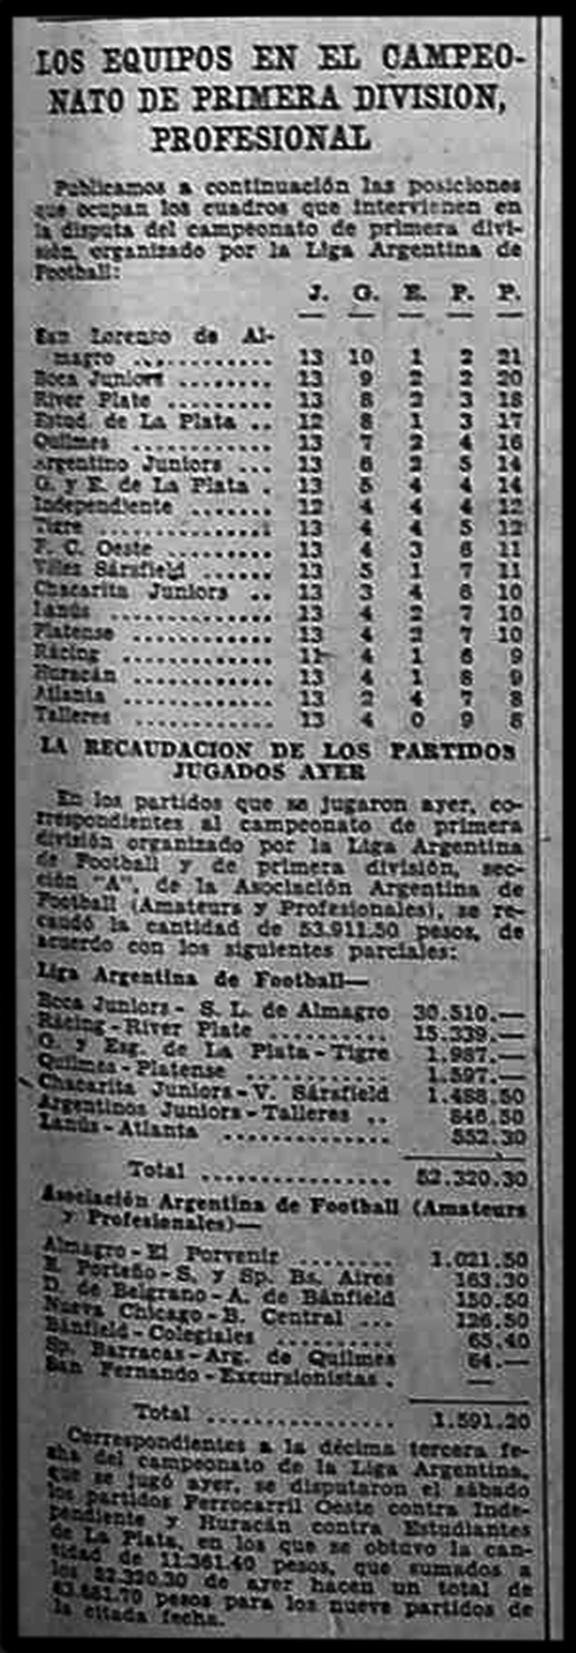 LOS EQUIPOS EN EL CAMPEO-
NATO DE PRIMERA DIVISION,
PROFESIONAL
Publicamos a continuación las posiciones
que ocupan los cuadros que intervienen en
la disputa del campeonato de primera divi-
sión, organizado por la Liga Argentina de
Football:
J. G. E. P. P.
San Lorenzo de Al-
magro ............ 13 10 1 2 21
Boca Juniors ........ 13 9 2 2 20
River Plate ......... 13 8 2 3 18
Estud. de La Plata .. 12 8 1 3 17
Quilmes ............ 13 7 2 4 16
Argentino Juniors ... 13 6 2 5 14
G. y E. de La Plata . 13 5 4 4 14
Independiente ....... 12 4 4 4 12
Tigre ............... 13 4 4 5 12
F. C. Oeste ......... 13 4 3 6 11
Vélez Sársfield ...... 13 5 1 7 11
Chacarita Juniors .. 13 3 4 6 10
Lanús .............. 13 4 2 7 10
Platense ............ 13 4 2 7 10
Rácing ............. 11 4 1 6 9
Huracán ............ 13 4 1 8 9
Atlanta ............. 13 2 4 7 8
Talleres ............ 13 4 0 9 8
LA RECAUDACION DE LOS PARTIDOS
JUGADOS AYER
En los partidos que se jugaron ayer, co-
rrespondientes al campeonato de primera
división organizado por la Liga Argentina
de Football y de primera división, sec-
ción "A", de la Asociación Argentina de
Football (Amateurs y Profesionales), se re-
caudó la cantidad de 53.911.50 pesos, de
acuerdo con los siguientes parciales:
Liga Argentina de Football—
Boca Juniors - S. L. de Almagro 30.510.—
Rácing - River Plate .......... 15.339.—
G. y Esg. de La Plata - Tigre 1.987.—
Quilmes - Platense ............ 1.597.—
Chacarita Juniors - V. Sársfield 1.488.50
Argentinos Juniors - Talleres .. 846.50
Lanús - Atlanta .............. 552.30
Total ................ 52.320.30
Asociación Argentina de Football (Amateurs
y Profesionales)—
Almagro - El Porvenir ........ 1.021.50
E. Porteño - S. y Sp. Bs. Aires 163.30
D. de Belgrano - A. de Bánfield 150.50
Nueva Chicago - B. Central ... 126.50
Bánfield - Colegiales .......... 65.40
Sp. Barracas - Arg. de Quilmes 64.—
San Fernando - Excursionistas . —
Total ................ 1.591.20
Correspondientes a la décima tercera fe-
cha del campeonato de la Liga Argentina,
que se jugó ayer, se disputaron el sábado
los partidos Ferrocarril Oeste contra Inde-
pendiente y Huracán contra Estudiantes
de La Plata, en los que se obtuvo la can-
tidad de 11.361.40 pesos, que sumados a
los 52.320.30 de ayer hacen un total de
63.681.70 pesos para los nueve partidos de
la citada fecha.